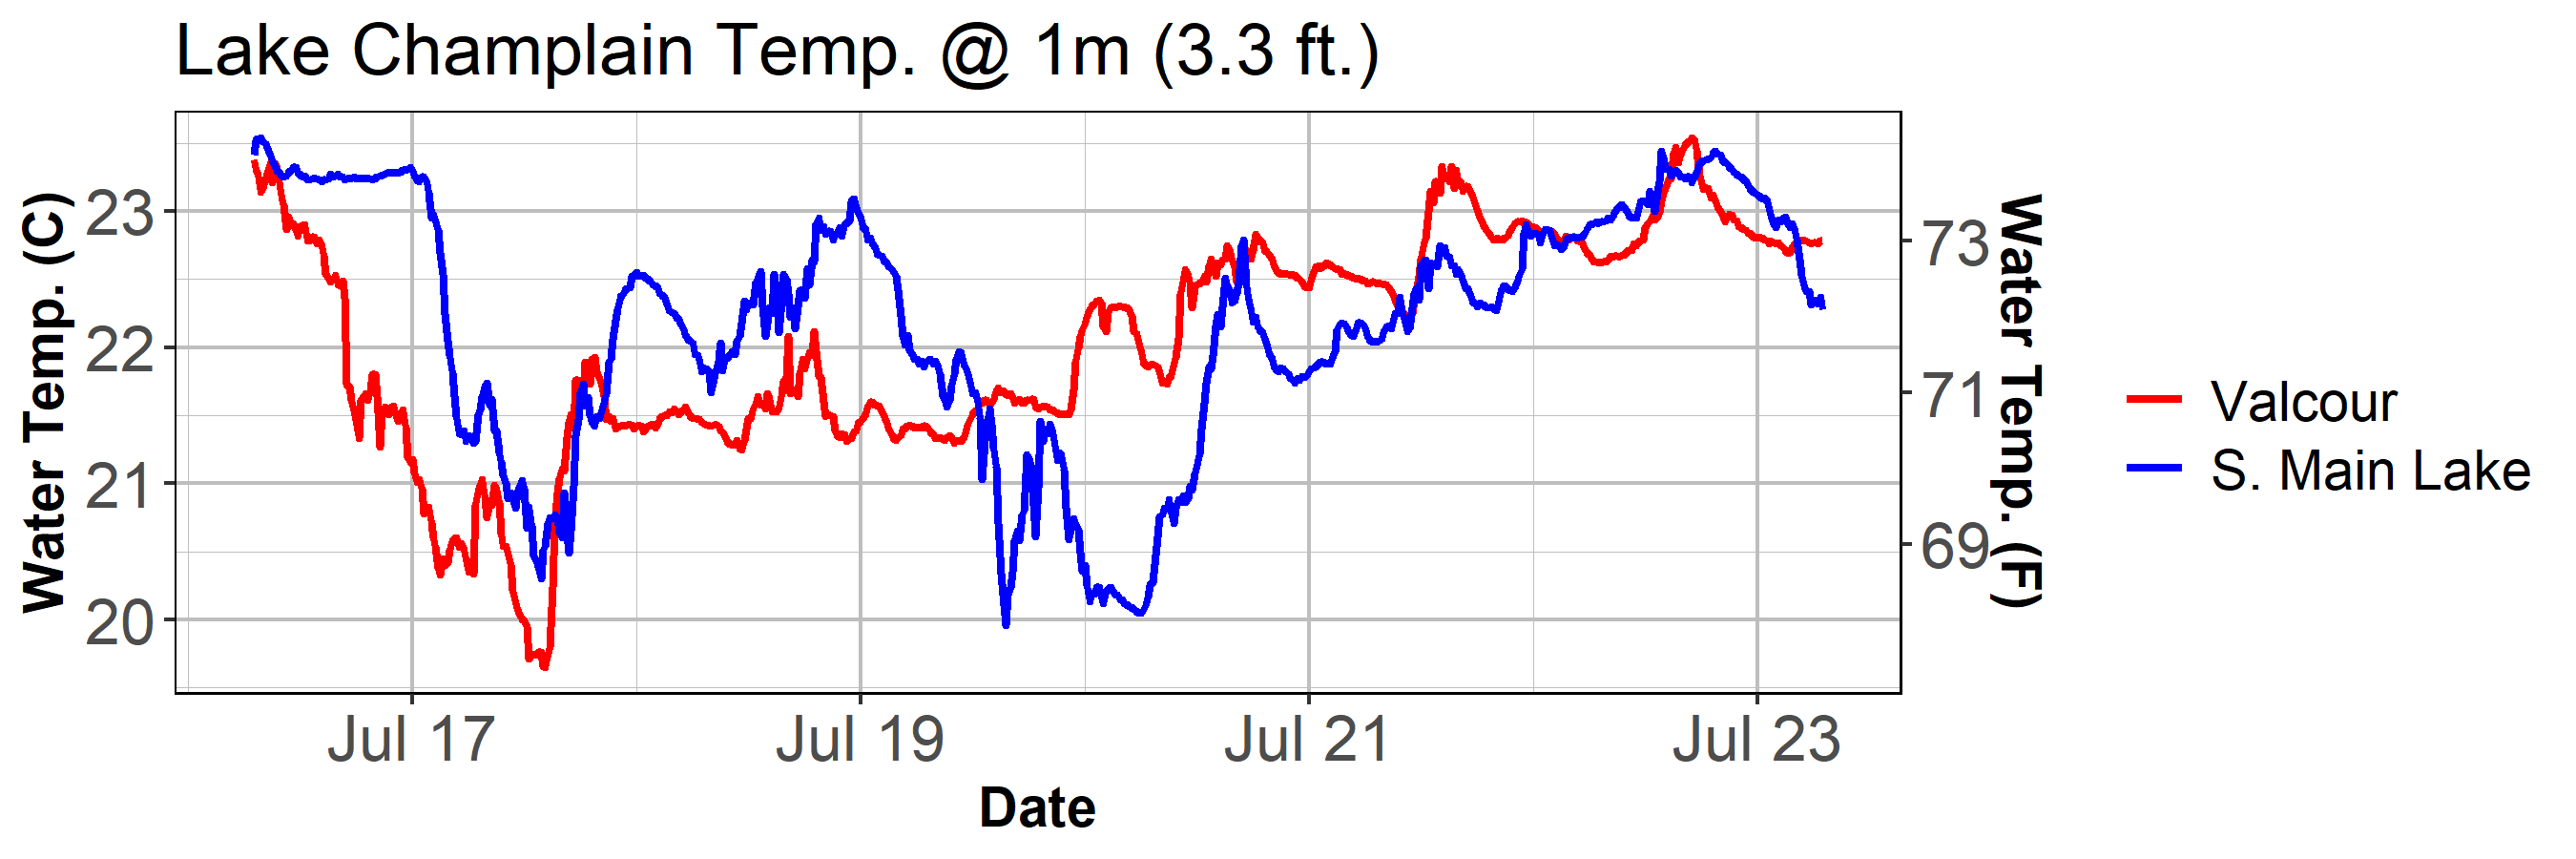 Lake Champlain Temp. @ 1m (3.3 ft.)
Water Temp. (C)
23
22
21
20
73
71
69
Water Temp. (F)
Jul 17
Jul 19
Jul 21
Jul 23
Date
Valcour
S. Main Lake